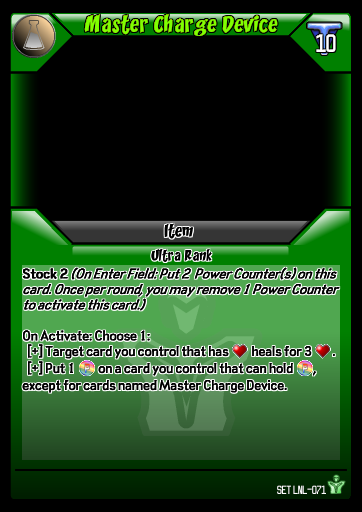 Master Charge Device
10
Item
Ultra Rank
Stock 2 (On Enter Field: Put 2 Power Counter(s) on this
card. Once per round, you may remove 1 Power Counter
to activate this card.)
On Activate: Choose 1:
[+] Target card you control that has ❤ heals for 3 ❤.
[+] Put 1 on a card you control that can hold ,
except for cards named Master Charge Device.
SET LNL-071